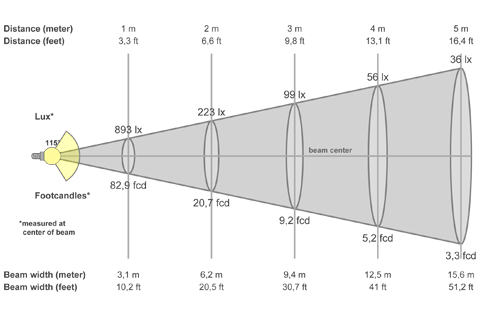 Distance (meter) 1 m 2 m 3 m 4 m 5 m
Distance (feet) 3,3 ft 6,6 ft 9,8 ft 13,1 ft 16,4 ft
36 lx
56 lx
99 lx
223 lx
893 lx
Lux*
115°
beam center
Footcandles*
82,9 fcd
20,7 fcd
9,2 fcd
5,2 fcd
3,3 fcd
*measured at
center of beam
Beam width (meter) 3,1 m 6,2 m 9,4 m 12,5 m 15,6 m
Beam width (feet) 10,2 ft 20,5 ft 30,7 ft 41 ft 51,2 ft